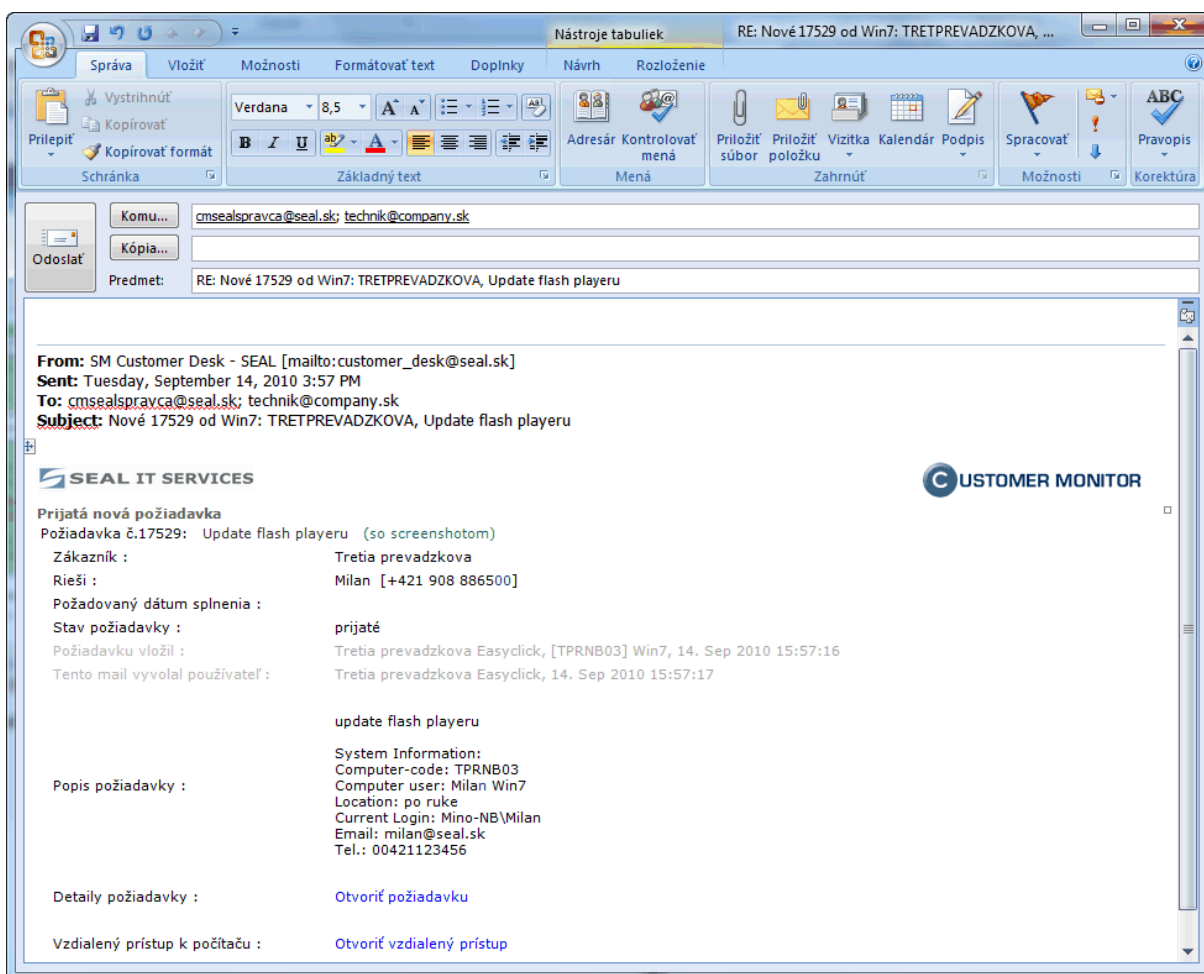 Nástroje tabuliek
RE: Nové 17529 od Win7: TRETPREVADZKOVA, ...
Správa Vložiť Možnosti Formátovať text Doplnky Návrh Rozloženie
Prilepiť
Vystrihnúť
Kopírovať
Kopírovať formát
Schránka
Verdana 8,5
B I U
Základný text
Adresár Kontrolovať mená
Mená
Priložiť súbor Priložiť položku Vizitka Kalendár Podpis
Zahrnúť
Spracovať
Možnosti
ABC
Pravopis
Korektúra
Odoslať
Komu... cmsealspravca@seal.sk; technik@company.sk
Kópia...
Predmet: RE: Nové 17529 od Win7: TRETPREVADZKOVA, Update flash playeru
From: SM Customer Desk - SEAL [mailto:customer_desk@seal.sk]
Sent: Tuesday, September 14, 2010 3:57 PM
To: cmsealspravca@seal.sk; technik@company.sk
Subject: Nové 17529 od Win7: TRETPREVADZKOVA, Update flash playeru
SEAL IT SERVICES
CUSTOMER MONITOR
Prijatá nová požiadavka
Požiadavka č.17529: Update flash playeru (so screenshotom)
Zákazník : Tretia prevadzkova
Rieši : Milan [+421 908 886500]
Požadovaný dátum splnenia :
Stav požiadavky : prijaté
Požiadavku vložil : Tretia prevadzkova Easyclick, [TPRNB03] Win7, 14. Sep 2010 15:57:16
Tento mail vyvolal používateľ : Tretia prevadzkova Easyclick, 14. Sep 2010 15:57:17
Popis požiadavky :
update flash playeru
System Information:
Computer-code: TPRNB03
Computer user: Milan Win7
Location: po ruke
Current Login: Mino-NB\Milan
Email: milan@seal.sk
Tel.: 00421123456
Detaily požiadavky : Otvoriť požiadavku
Vzdialený prístup k počítaču : Otvoriť vzdialený prístup